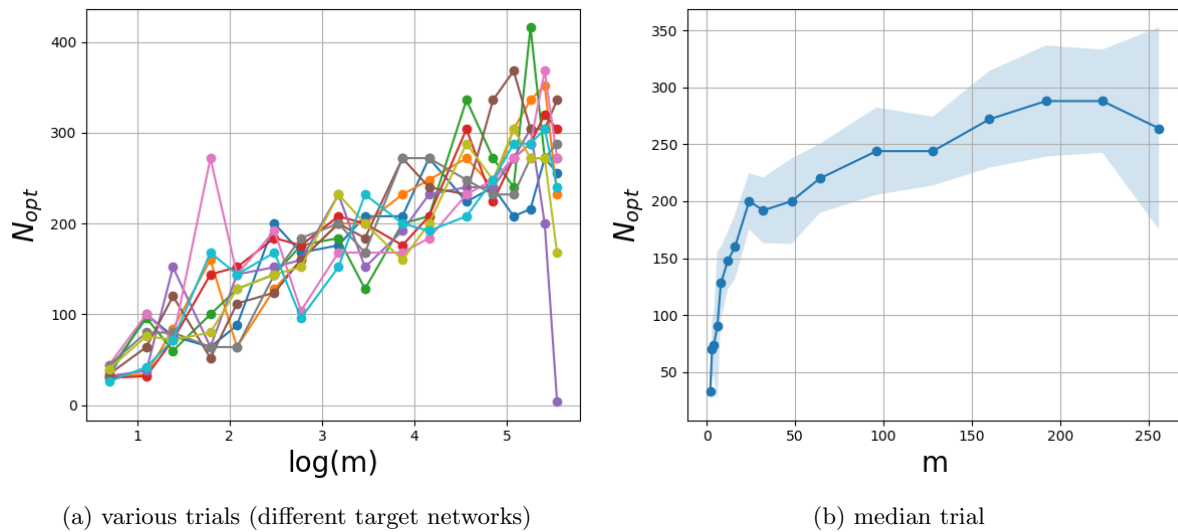 400
300
200
100
0
N_opt
1 2 3 4 5
log(m)
(a) various trials (different target networks)
350
300
250
200
150
100
50
N_opt
0 50 100 150 200 250
m
(b) median trial